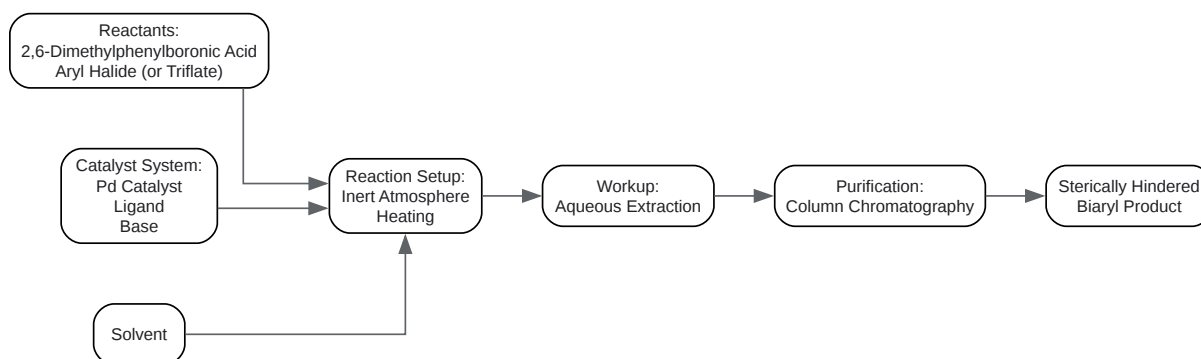 Reactants:
2,6-Dimethylphenylboronic Acid
Aryl Halide (or Triflate)
Catalyst System:
Pd Catalyst
Ligand
Base
Solvent
Reaction Setup:
Inert Atmosphere
Heating
Workup:
Aqueous Extraction
Purification:
Column Chromatography
Sterically Hindered
Biaryl Product